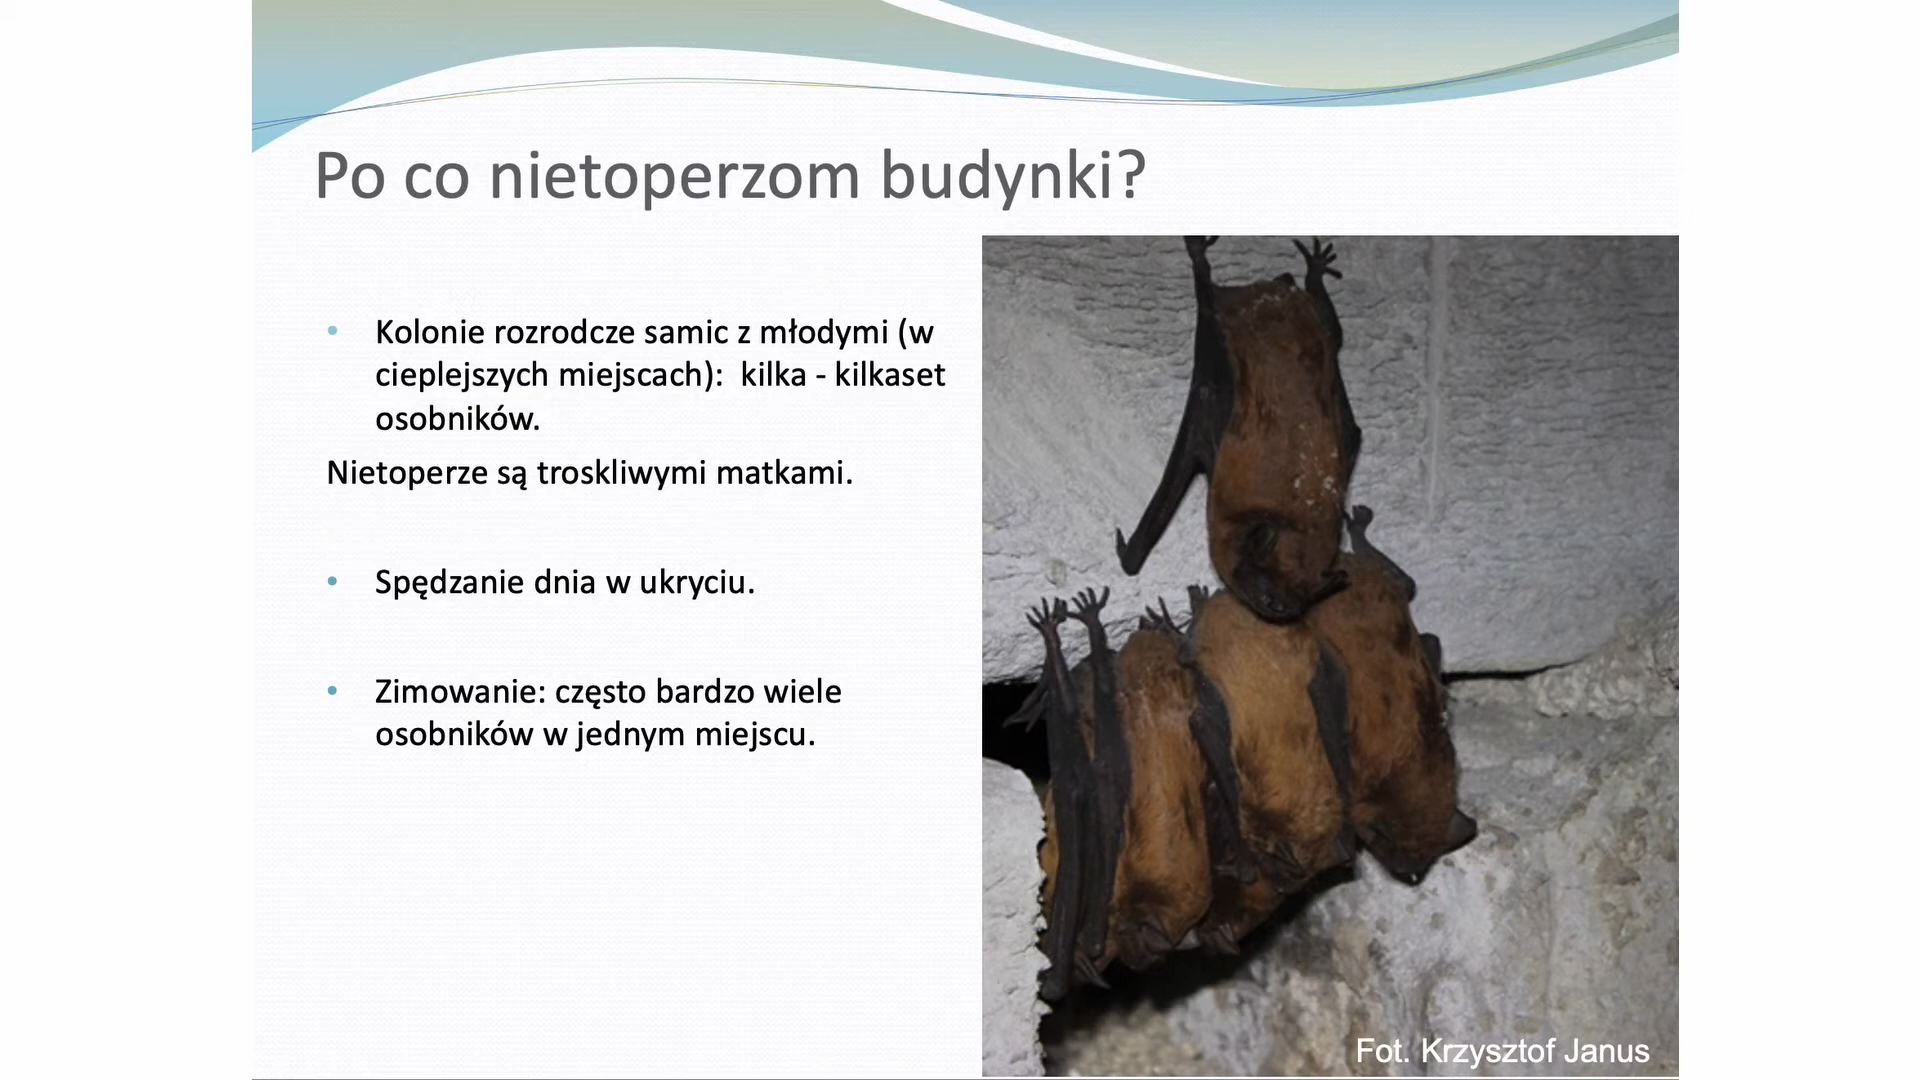 Po co nietoperzom budynki?
• Kolonie rozrodcze samic z młodymi (w
cieplejszych miejscach):  kilka - kilkaset
osobników.
Nietoperze są troskliwymi matkami.
• Spędzanie dnia w ukryciu.
• Zimowanie: często bardzo wiele
osobników w jednym miejscu.
Fot. Krzysztof Janus